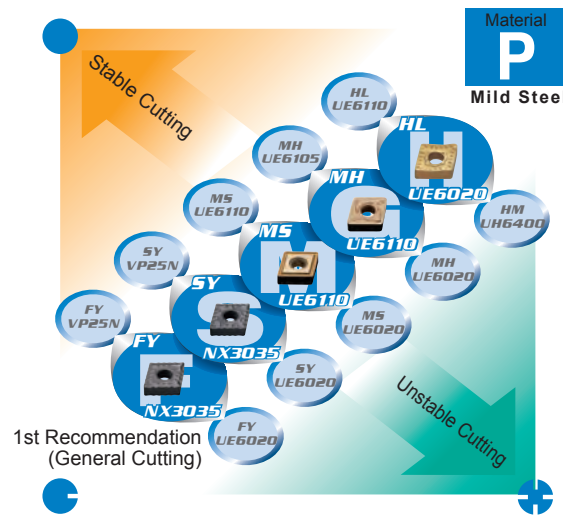 Material
P
Mild Steel
Stable Cutting
HL
UE6110
HL
H
UE6020
MH
UE6105
MH
C
UE6110
HM
UH6400
MS
UE6110
MS
M
UE6110
MH
UE6020
SY
VP25N
SY
S
NX3035
MS
UE6020
FY
VP25N
FY
F
NX3035
SY
UE6020
FY
UE6020
Unstable Cutting
1st Recommendation
(General Cutting)